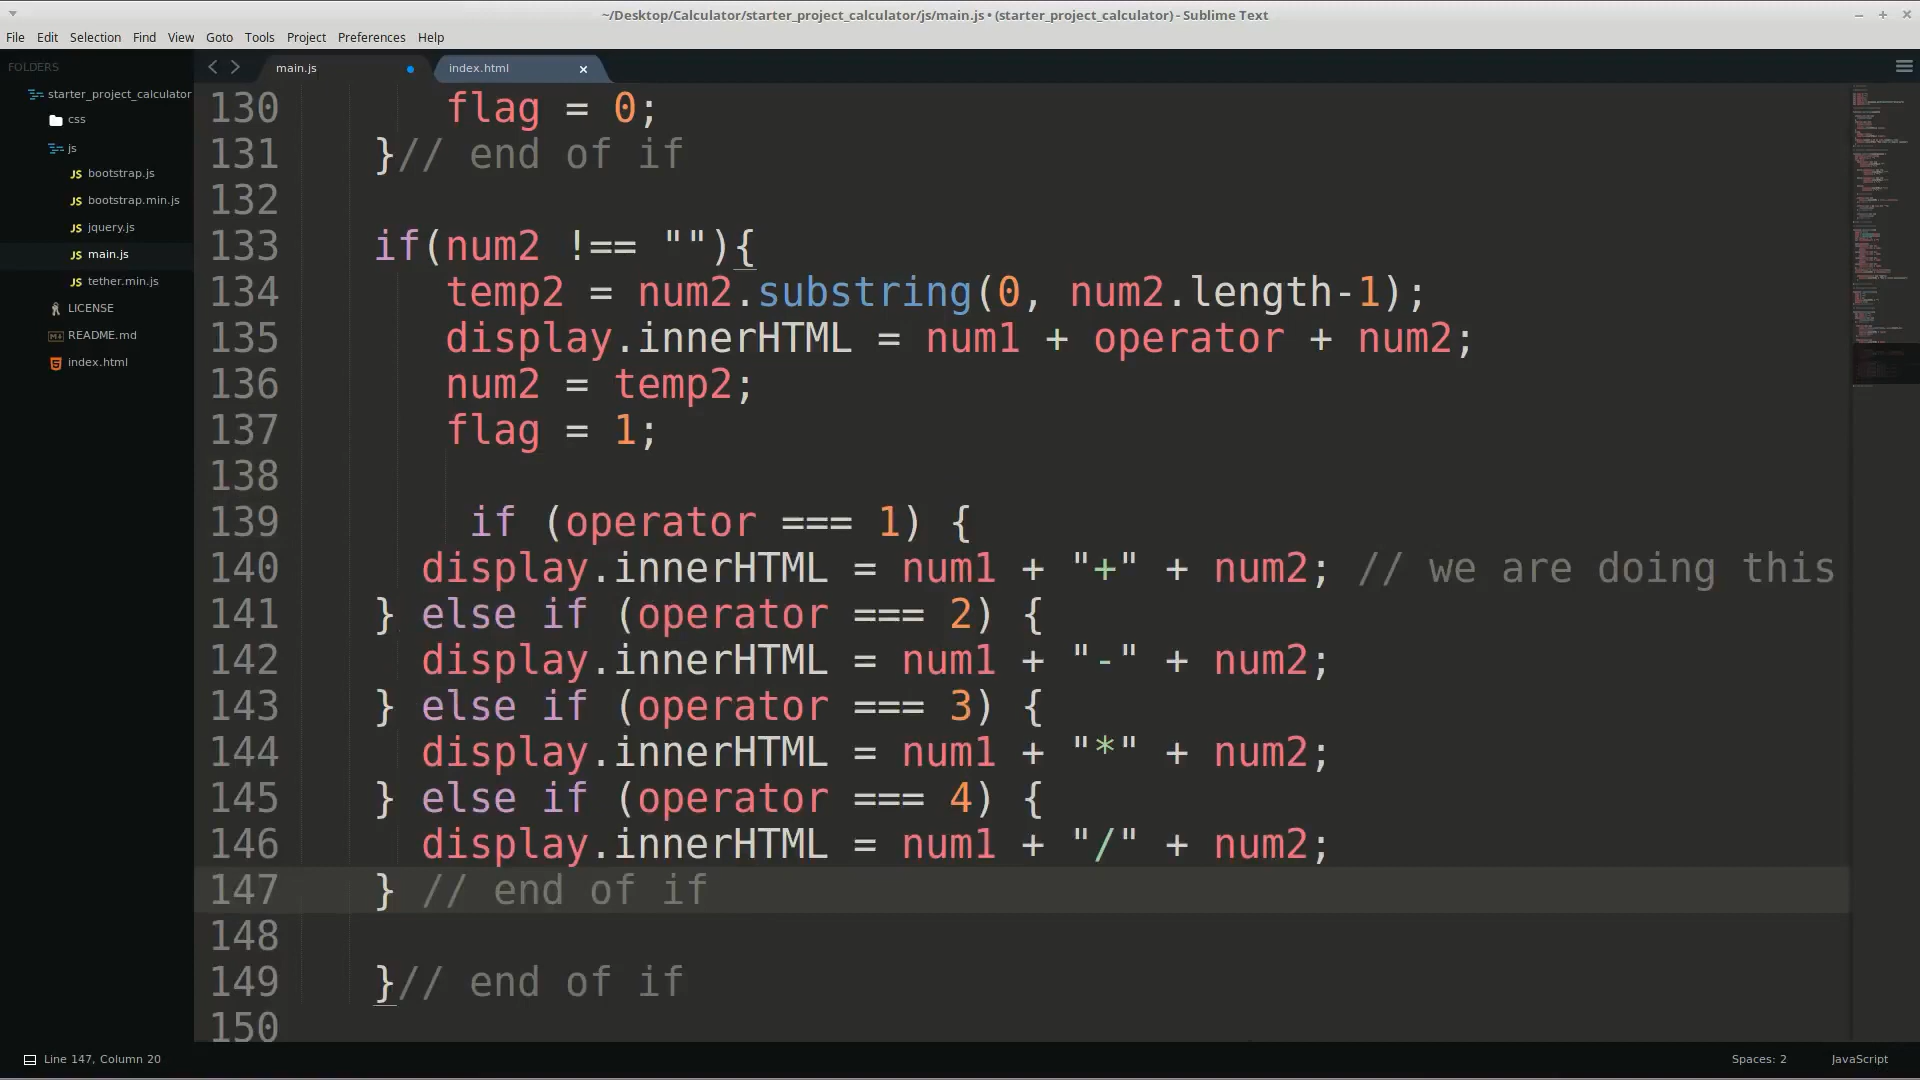 ~/Desktop/Calculator/starter_project_calculator/js/main.js • (starter_project_calculator) - Sublime Text
File Edit Selection Find View Goto Tools Project Preferences Help
FOLDERS
starter_project_calculator
css
js
JS bootstrap.js
JS bootstrap.min.js
JS jquery.js
JS main.js
JS tether.min.js
LICENSE
README.md
index.html
main.js index.html
130 flag = 0;
131 }// end of if
132
133 if(num2 !== ""){
134 temp2 = num2.substring(0, num2.length-1);
135 display.innerHTML = num1 + operator + num2;
136 num2 = temp2;
137 flag = 1;
138
139 if (operator === 1) {
140 display.innerHTML = num1 + "+" + num2; // we are doing this
141 } else if (operator === 2) {
142 display.innerHTML = num1 + "-" + num2;
143 } else if (operator === 3) {
144 display.innerHTML = num1 + "*" + num2;
145 } else if (operator === 4) {
146 display.innerHTML = num1 + "/" + num2;
147 } // end of if
148
149 }// end of if
150
Line 147, Column 20 Spaces: 2 JavaScript